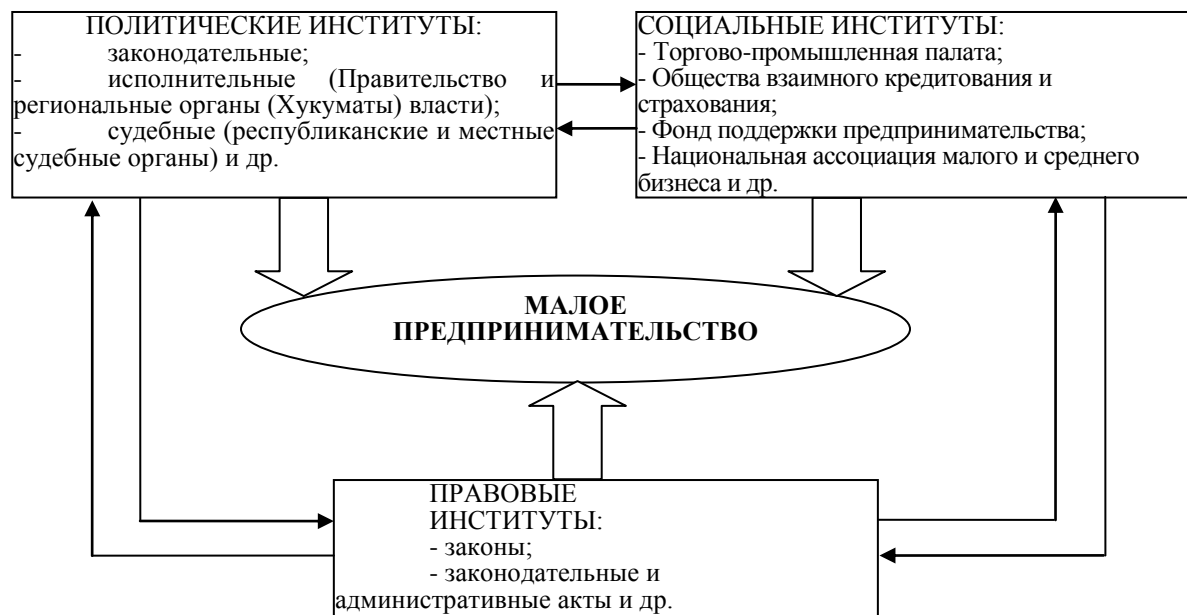 ПОЛИТИЧЕСКИЕ ИНСТИТУТЫ:
- законодательные;
- исполнительные (Правительство и
региональные органы (Хукуматы) власти);
- судебные (республиканские и местные
судебные органы) и др.
СОЦИАЛЬНЫЕ ИНСТИТУТЫ:
- Торгово-промышленная палата;
- Общества взаимного кредитования и
страхования;
- Фонд поддержки предпринимательства;
- Национальная ассоциация малого и среднего
бизнеса и др.
МАЛОЕ
ПРЕДПРИНИМАТЕЛЬСТВО
ПРАВОВЫЕ
ИНСТИТУТЫ:
- законы;
- законодательные и
административные акты и др.